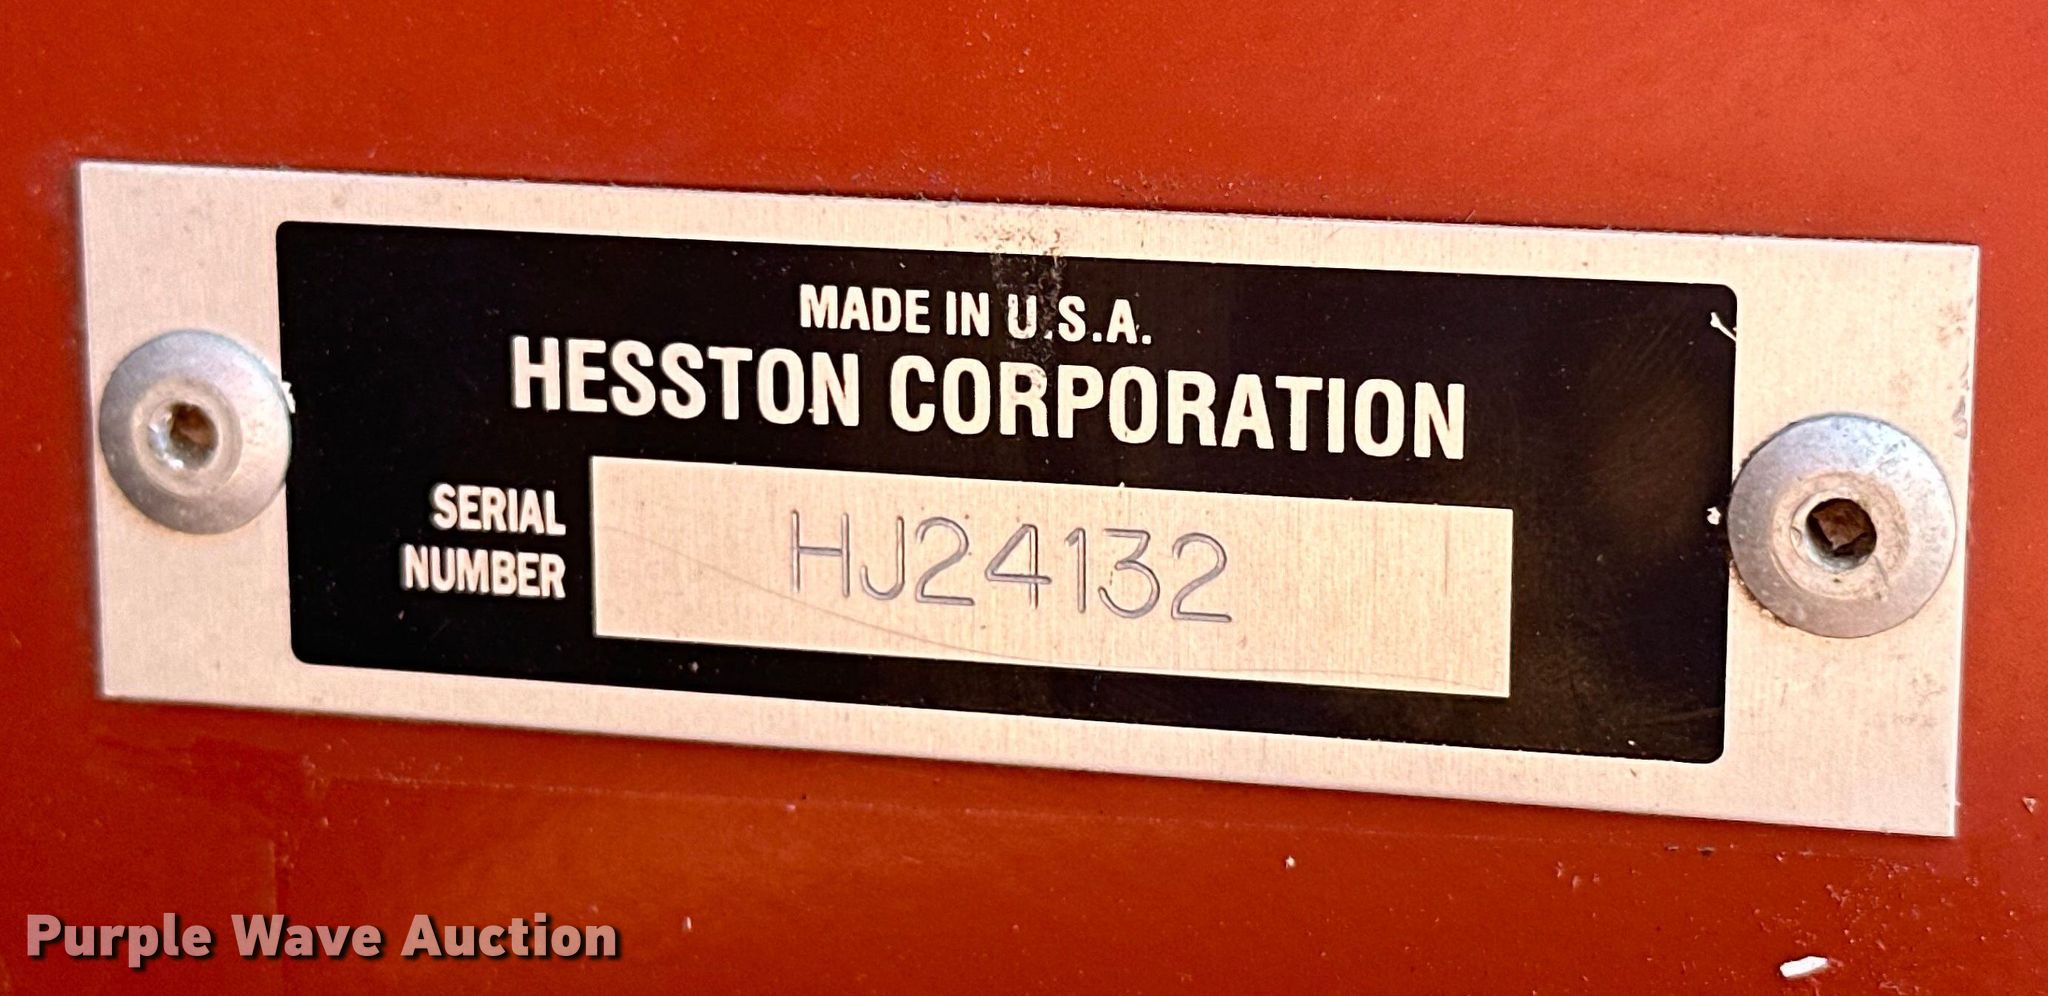 MADE IN U.S.A.
HESSTON CORPORATION
SERIAL
NUMBER
HJ24132
Purple Wave Auction